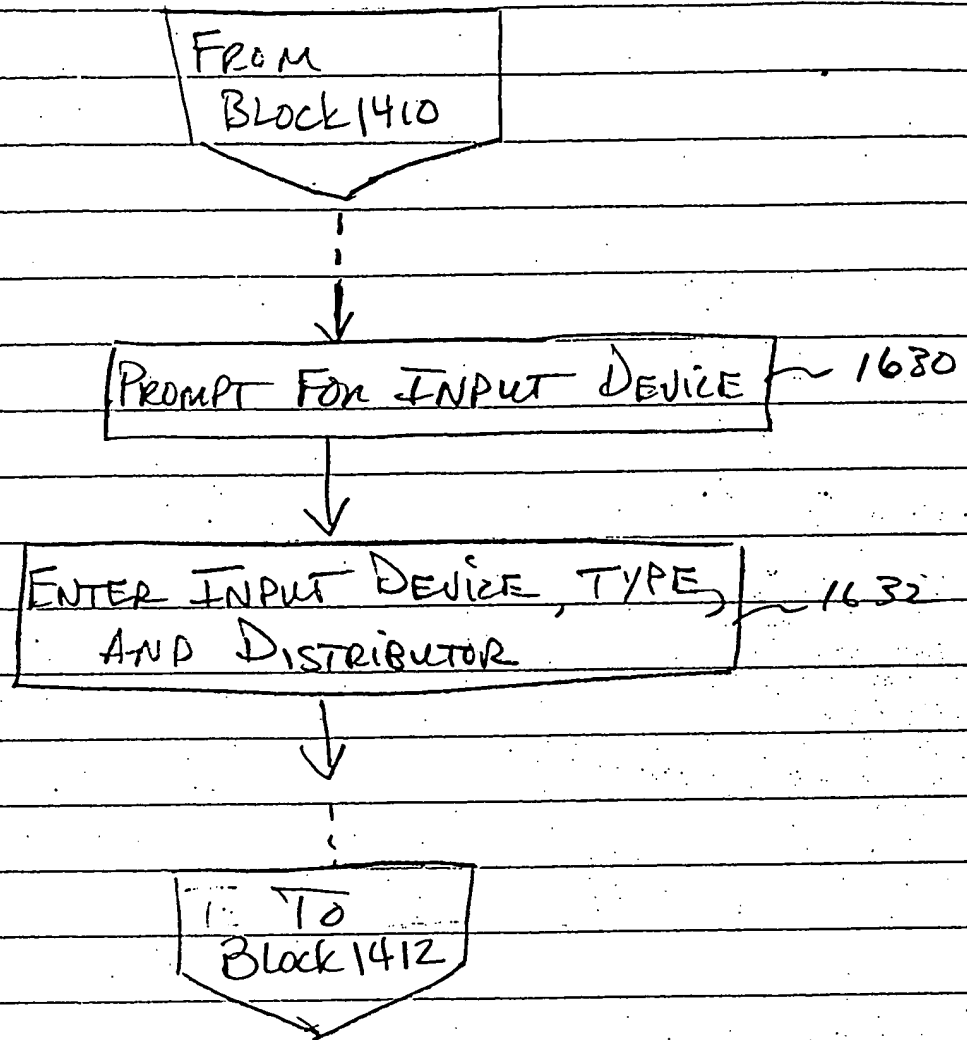 FROM
BLock 1410
PROMPT FOR INPUT DEVICE
1630
ENTER INPUT DEVICE, TYPE,
AND DISTRIBUTOR
1632
TO
BLock 1412